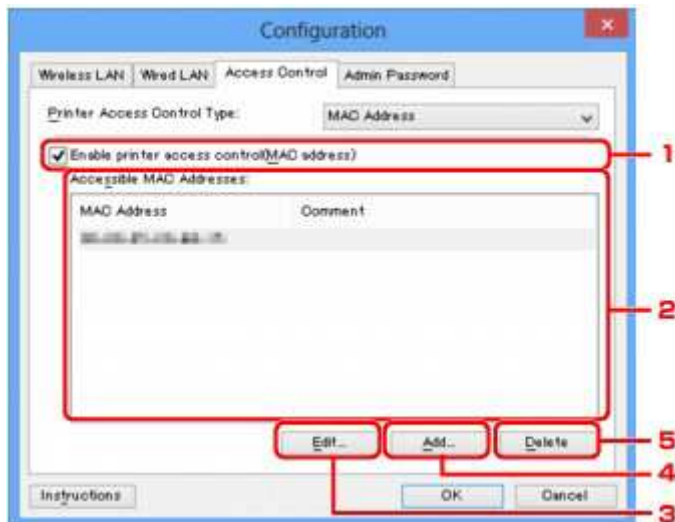 Configuration
Wireless LAN Wired LAN Access Control Admin Password
Printer Access Control Type: MAC Address
Enable printer access control(MAC address) 1
Accessible MAC Addresses:
MAC Address Comment
2
Edit... Add... Delete 5
4
Instructions OK Cancel
3